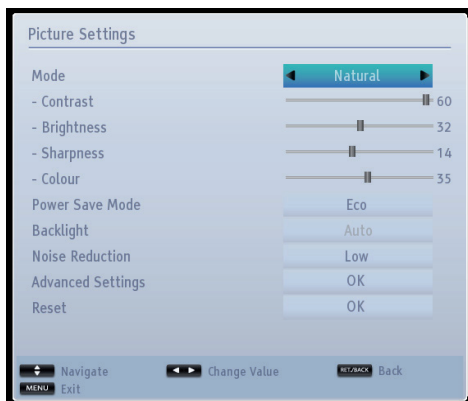 Picture Settings
Mode Natural
- Contrast 60
- Brightness 32
- Sharpness 14
- Colour 35
Power Save Mode Eco
Backlight Auto
Noise Reduction Low
Advanced Settings OK
Reset OK
Navigate Change Value RET./BACK Back
MENU Exit